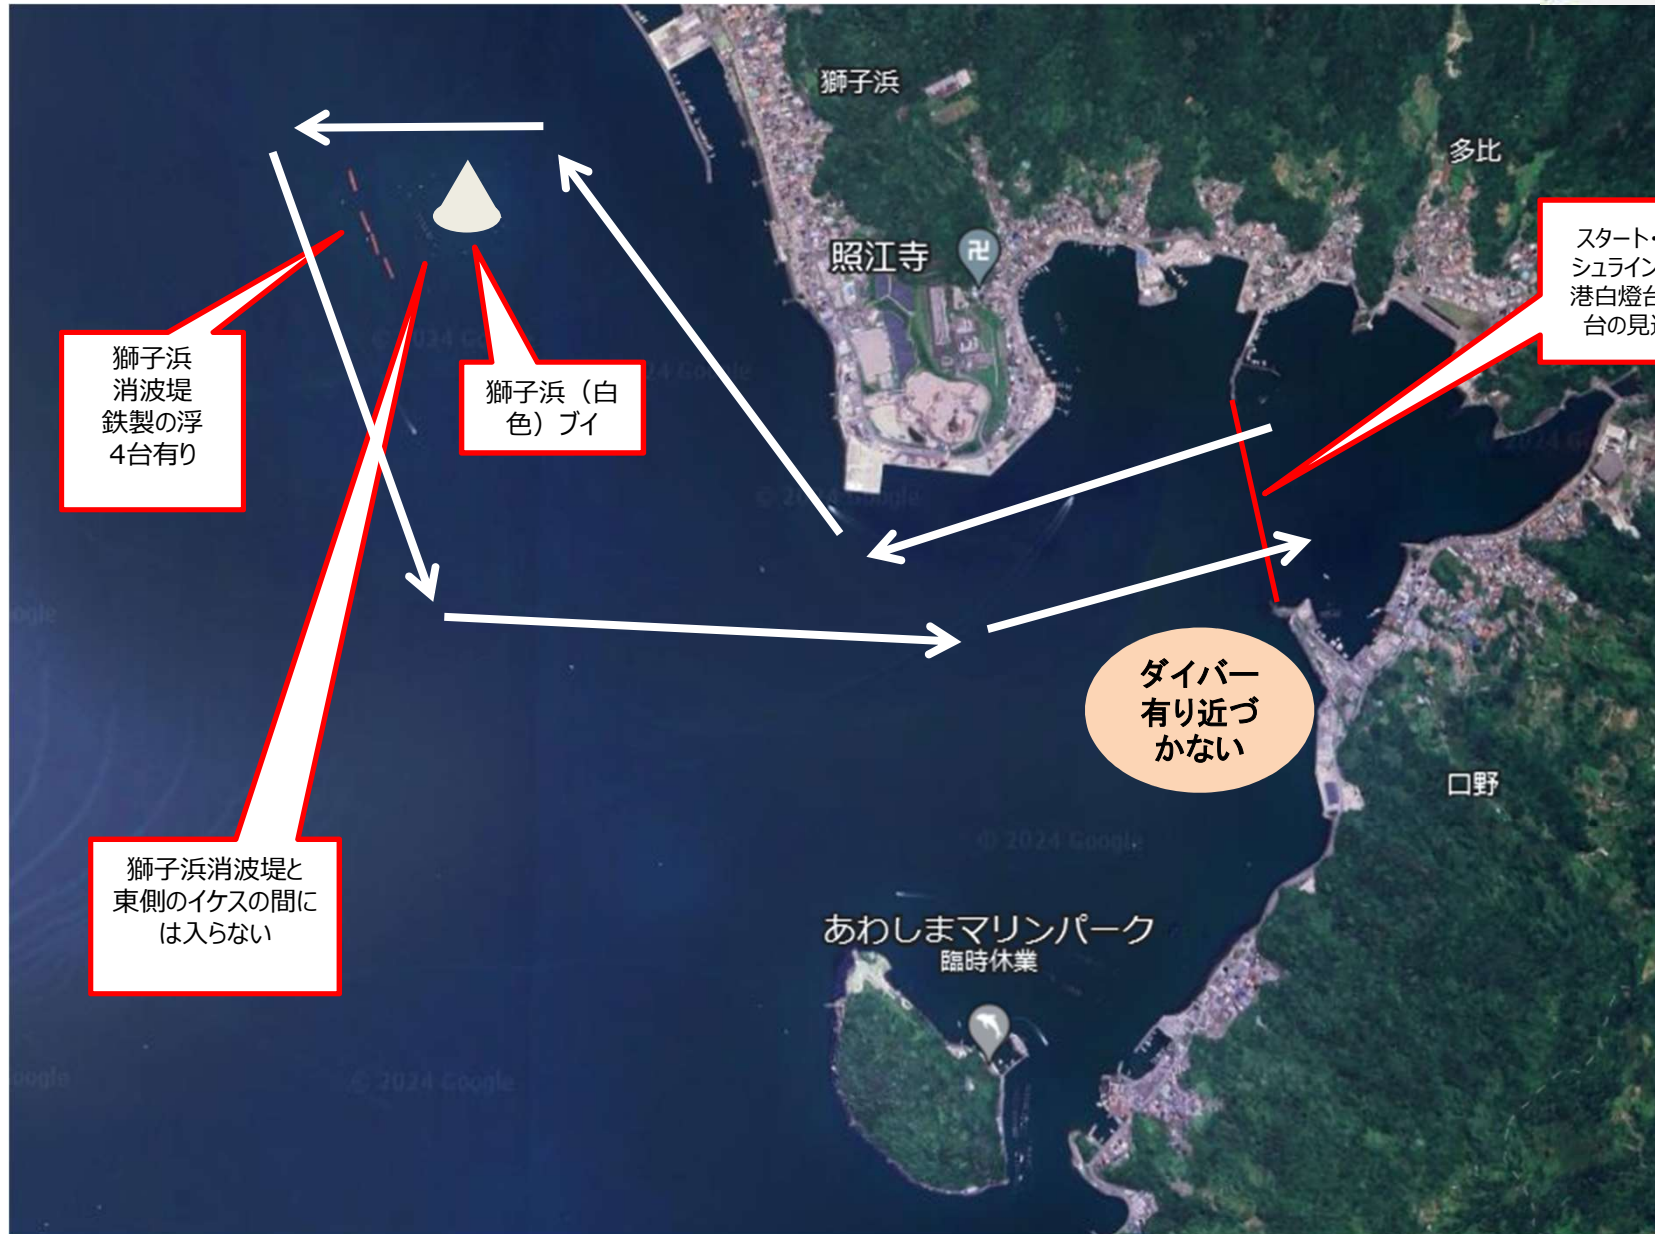 獅子浜
多比
照江寺
スタート・
シュライン
港白燈台
獅子浜
消波堤
鉄製の浮
4台有り
獅子浜（白
色）ブイ
ダイバー
有り近づ
かない
口野
© 2024 Google
獅子浜消波堤と
東側のイケスの間に
は入らない
あわしまマリンパーク
臨時休業
© 2024 Google